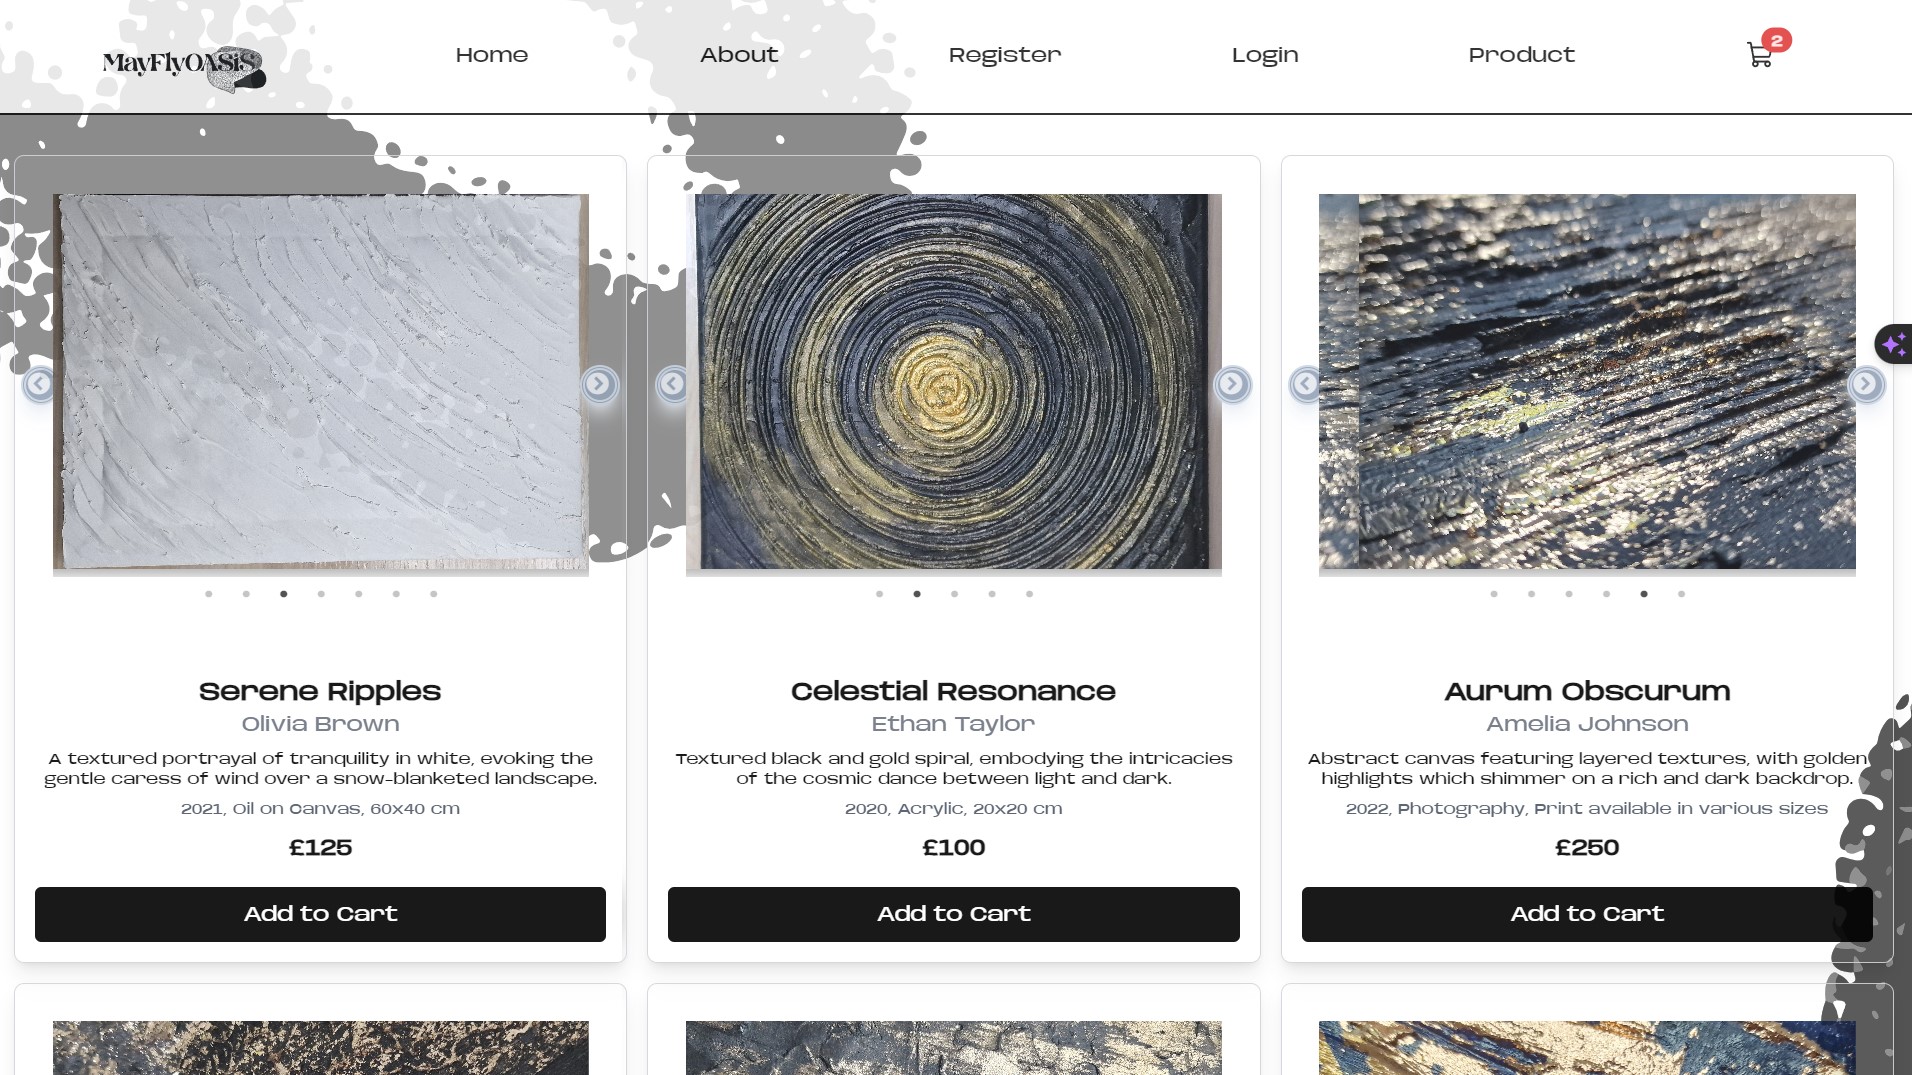 MayFlyOASiS
Home
About
Register
Login
Product
2
Serene Ripples
Olivia Brown
A textured portrayal of tranquility in white, evoking the
gentle caress of wind over a snow-blanketed landscape.
2021, Oil on Canvas, 60x40 cm
£125
Add to Cart
Celestial Resonance
Ethan Taylor
Textured black and gold spiral, embodying the intricacies
of the cosmic dance between light and dark.
2020, Acrylic, 20x20 cm
£100
Add to Cart
Aurum Obscurum
Amelia Johnson
Abstract canvas featuring layered textures, with golden
highlights which shimmer on a rich and dark backdrop.
2022, Photography, Print available in various sizes
£250
Add to Cart